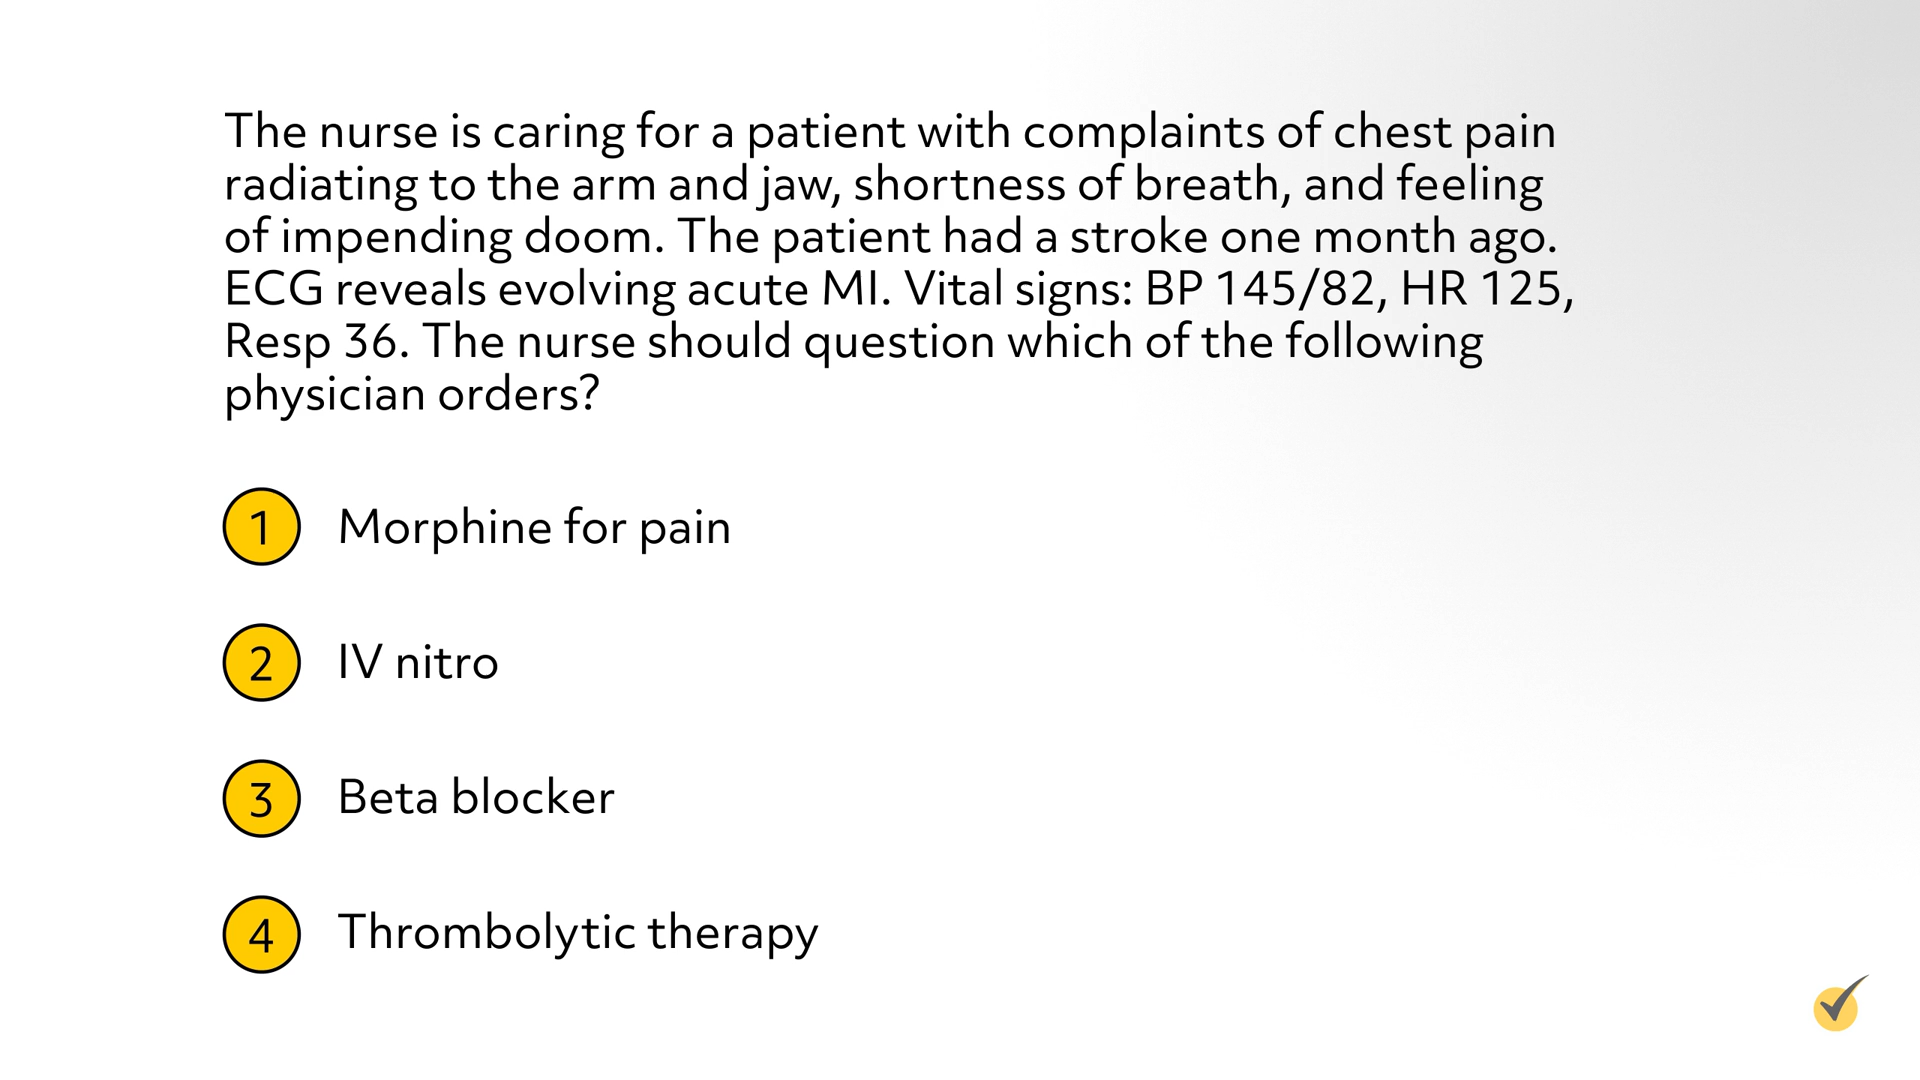 The nurse is caring for a patient with complaints of chest pain
radiating to the arm and jaw, shortness of breath, and feeling
of impending doom. The patient had a stroke one month ago.
ECG reveals evolving acute MI. Vital signs: BP 145/82, HR 125,
Resp 36. The nurse should question which of the following
physician orders?
1 Morphine for pain
2 IV nitro
3 Beta blocker
4 Thrombolytic therapy